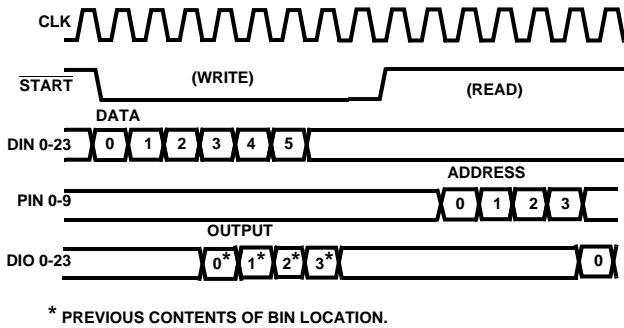 CLK
START
(WRITE)
(READ)
DATA
DIN 0-23
0 1 2 3 4 5
ADDRESS
PIN 0-9
0 1 2 3
OUTPUT
DIO 0-23
0* 1* 2* 3* 0
* PREVIOUS CONTENTS OF BIN LOCATION.